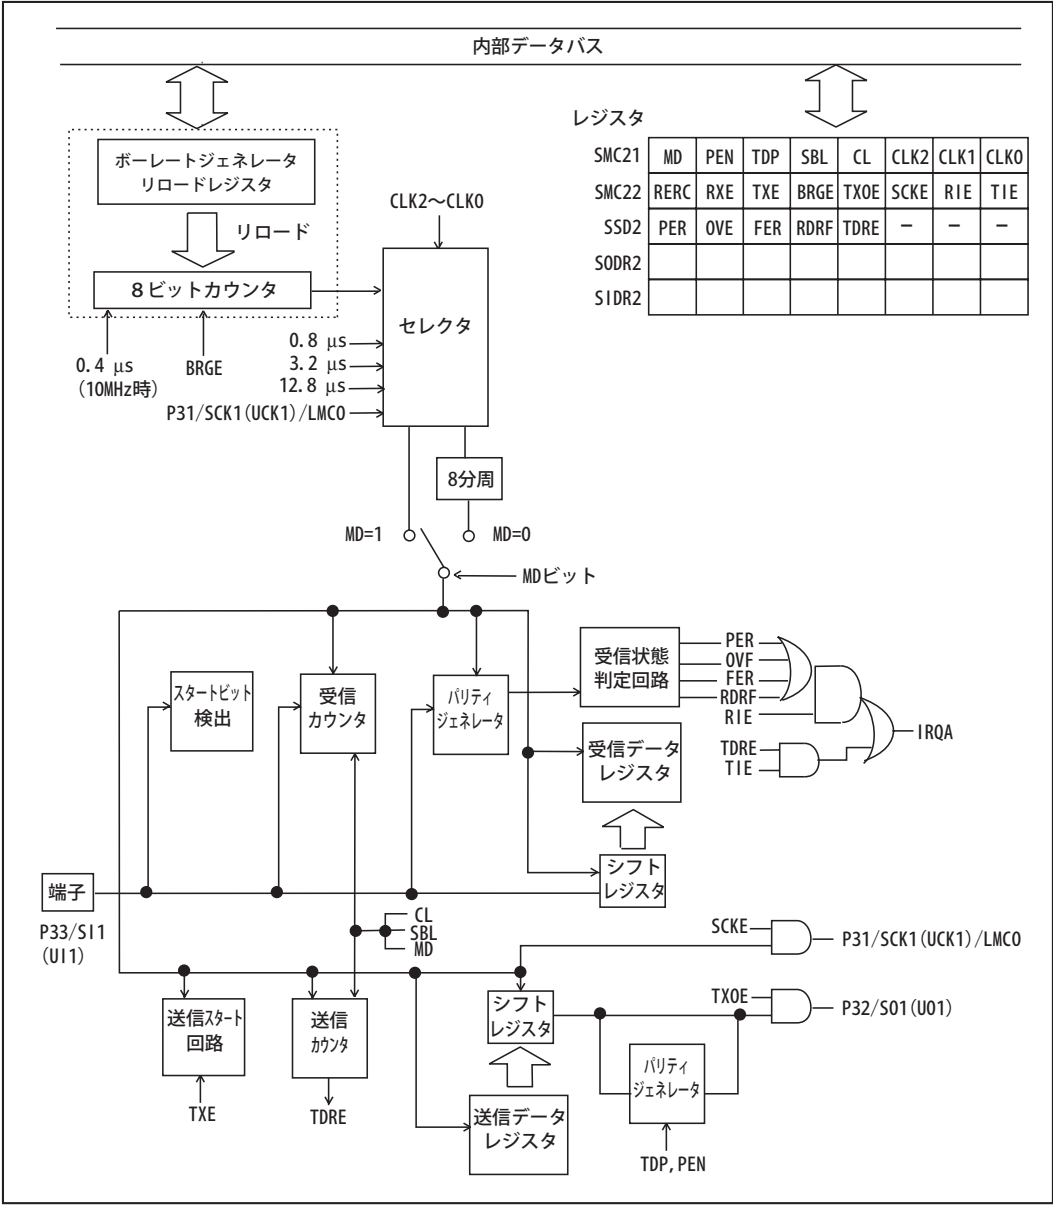 内部データバス
レジスタ
SMC21 MD PEN TDP SBL CL CLK2 CLK1 CLK0
SMC22 RERC RXE TXE BRGE TXOE SCKE RIE TIE
SSD2 PER OVE FER RDRF TDRE － － －
SODR2
SIDR2
ボーレートジェネレータ
リロードレジスタ
リロード
8ビットカウンタ
0.4 μs
(10MHz時)
BRGE
CLK2～CLK0
セレクタ
0.8 μs
3.2 μs
12.8 μs
P31/SCK1(UCK1)/LMCO
8分周
MD=1
MD=0
MDビット
スタートビット
検出
受信
カウンタ
パリティ
ジェネレータ
受信状態
判定回路
PER
OVF
FER
RDRF
RIE
TDRE
TIE
IRQA
受信データ
レジスタ
シフト
レジスタ
端子
P33/SI1
(UI1)
CL
SBL
MD
SCKE
P31/SCK1(UCK1)/LMCO
TXOE
P32/SO1(UO1)
送信スタート
回路
TXE
送信
カウンタ
TDRE
シフト
レジスタ
送信データ
レジスタ
パリティ
ジェネレータ
TDP,PEN